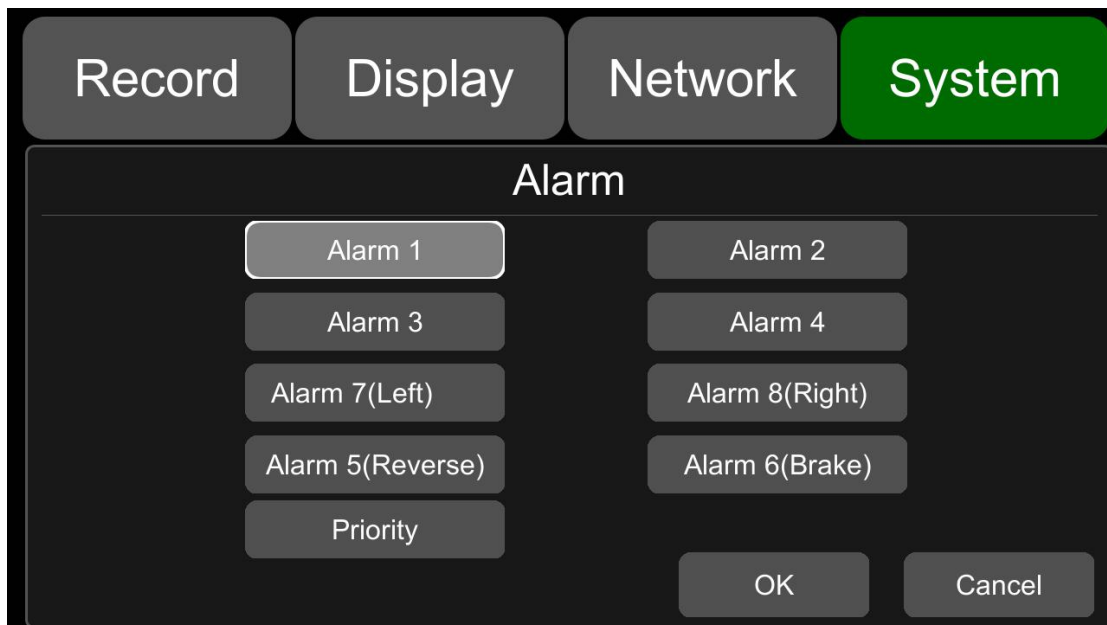 Record Display Network System
Alarm
Alarm 1 Alarm 2
Alarm 3 Alarm 4
Alarm 7(Left) Alarm 8(Right)
Alarm 5(Reverse) Alarm 6(Brake)
Priority
OK Cancel